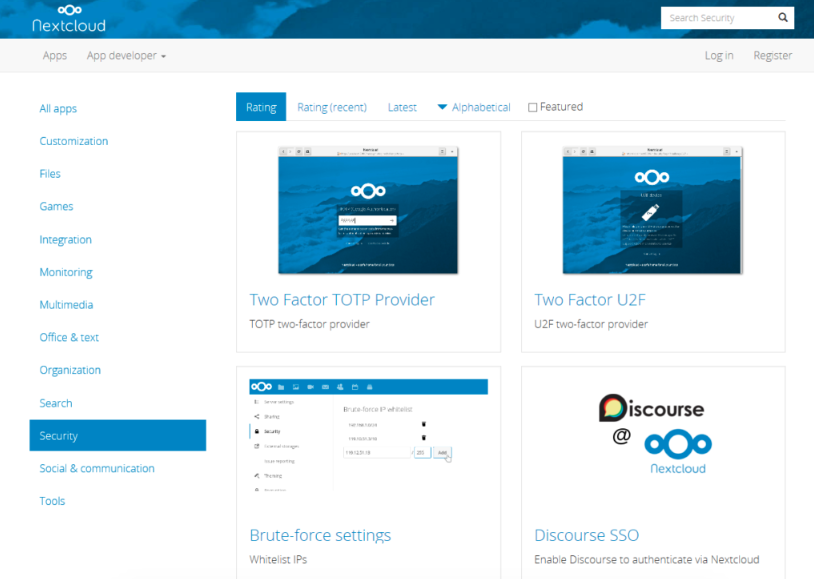 Nextcloud
Search Security
Apps
App developer
Log in
Register
All apps
Customization
Files
Games
Integration
Monitoring
Multimedia
Office & text
Organization
Search
Security
Social & communication
Tools
Rating
Rating (recent)
Latest
Alphabetical
Featured
Two Factor TOTP Provider
TOTP two-factor provider
Two Factor U2F
U2F two-factor provider
Sharing
Security
Brute-force IP whitelist
Add
Brute-force settings
Whitelist IPs
Discourse
@
Nextcloud
Discourse SSO
Enable Discourse to authenticate via Nextcloud